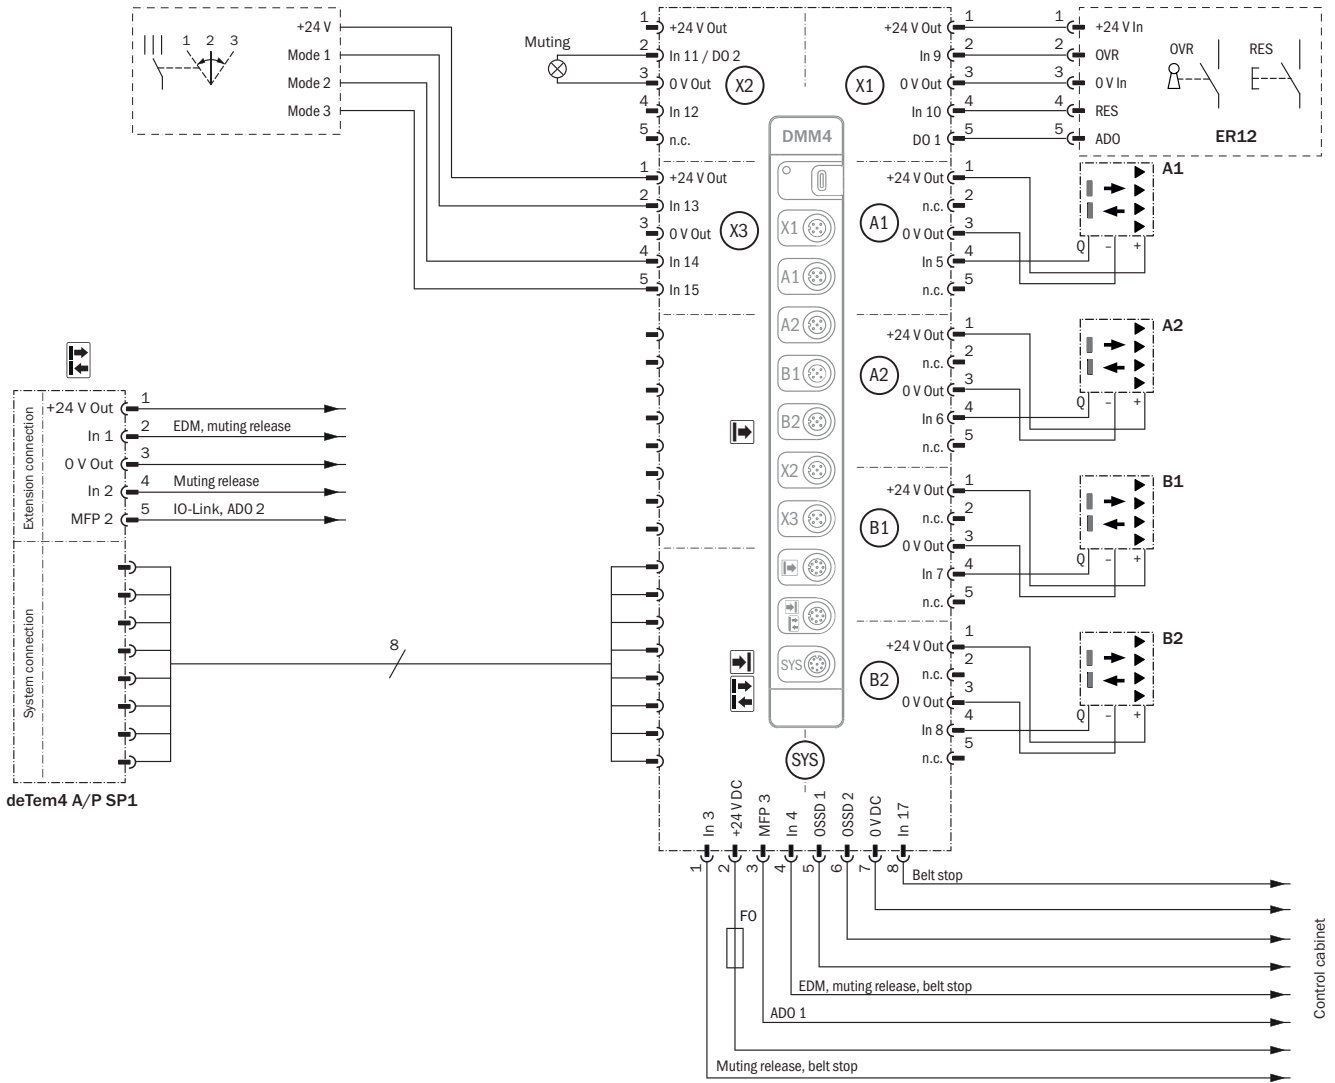 +24 V
Mode 1
Mode 2
Mode 3
1 2 3
Muting
1 +24 V Out
2 In 11 / DO 2
3 0 V Out
4 In 12
5 n.c.
X2
X1
+24 V Out 1
In 9 2
0 V Out 3
In 10 4
DO 1 5
1 +24 V In
2 OVR
3 0 V In
4 RES
5 ADO
OVR RES
ER12
1 +24 V Out
2 In 13
3 0 V Out
4 In 14
5 In 15
X3
DMM4
X1
A1
A2
B1
B2
X2
X3
SYS
A1
+24 V Out 1
n.c. 2
0 V Out 3
In 5 4
n.c. 5
A1
Q – +
A2
+24 V Out 1
n.c. 2
0 V Out 3
In 6 4
n.c. 5
A2
Q – +
B1
+24 V Out 1
n.c. 2
0 V Out 3
In 7 4
n.c. 5
B1
Q – +
B2
+24 V Out 1
n.c. 2
0 V Out 3
In 8 4
n.c. 5
B2
Q – +
Extension connection
+24 V Out 1
In 1 2 EDM, muting release
0 V Out 3
In 2 4 Muting release
MFP 2 5 IO-Link, ADO 2
System connection
8
deTem4 A/P SP1
SYS
In 3
+24 V DC
MFP 3
In 4
OSSD 1
OSSD 2
0 V DC
In 17
1 2 3 4 5 6 7 8
Belt stop
F0
EDM, muting release, belt stop
ADO 1
Muting release, belt stop
Control cabinet